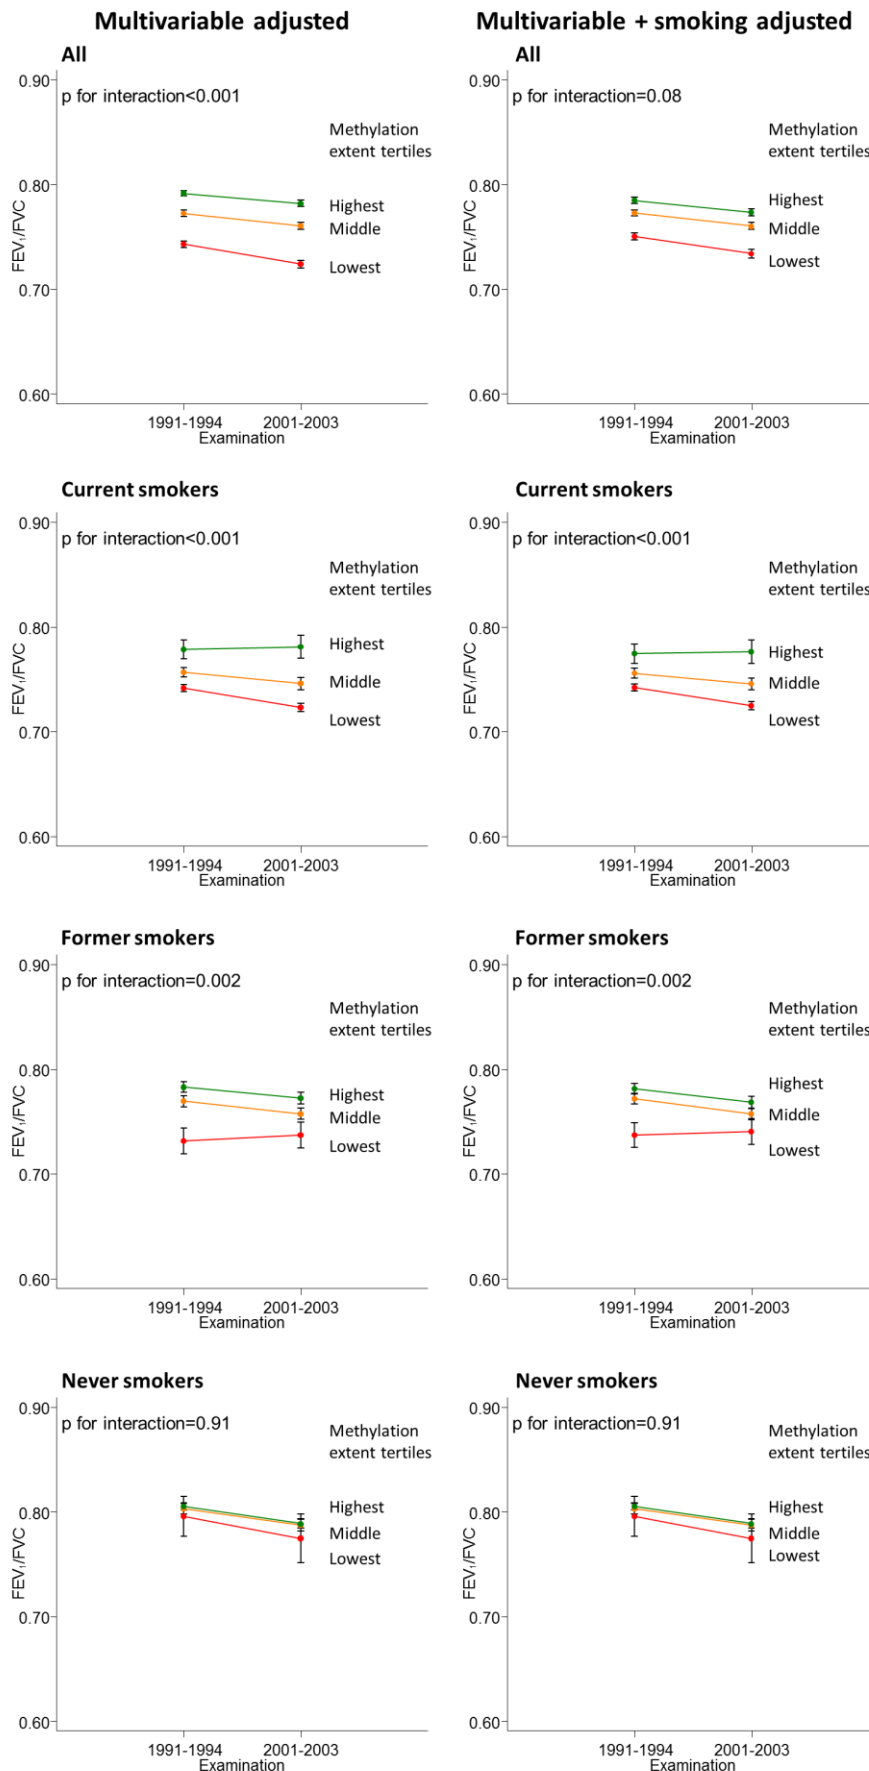 Multivariable adjusted
Multivariable + smoking adjusted
All
p for interaction<0.001
Methylation
extent tertiles
0.90
0.80
0.70
0.60
FEV₁/FVC
Highest
Middle
Lowest
1991-1994 2001-2003
Examination
All
p for interaction=0.08
Methylation
extent tertiles
0.90
0.80
0.70
0.60
FEV₁/FVC
Highest
Middle
Lowest
1991-1994 2001-2003
Examination
Current smokers
p for interaction<0.001
Methylation
extent tertiles
0.90
0.80
0.70
0.60
FEV₁/FVC
Highest
Middle
Lowest
1991-1994 2001-2003
Examination
Current smokers
p for interaction<0.001
Methylation
extent tertiles
0.90
0.80
0.70
0.60
FEV₁/FVC
Highest
Middle
Lowest
1991-1994 2001-2003
Examination
Former smokers
p for interaction=0.002
Methylation
extent tertiles
0.90
0.80
0.70
0.60
FEV₁/FVC
Highest
Middle
Lowest
1991-1994 2001-2003
Examination
Former smokers
p for interaction=0.002
Methylation
extent tertiles
0.90
0.80
0.70
0.60
FEV₁/FVC
Highest
Middle
Lowest
1991-1994 2001-2003
Examination
Never smokers
p for interaction=0.91
Methylation
extent tertiles
0.90
0.80
0.70
0.60
FEV₁/FVC
Highest
Middle
Lowest
1991-1994 2001-2003
Examination
Never smokers
p for interaction=0.91
Methylation
extent tertiles
0.90
0.80
0.70
0.60
FEV₁/FVC
Highest
Middle
Lowest
1991-1994 2001-2003
Examination